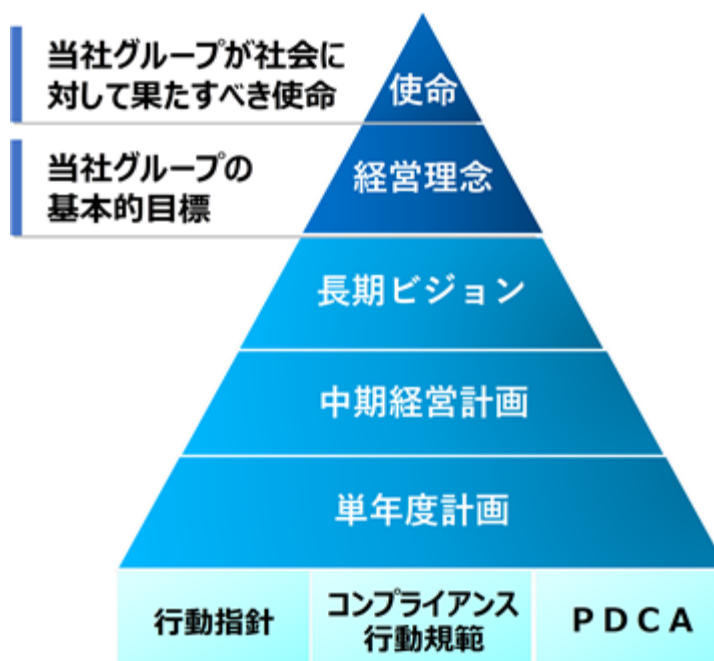 当社グループが社会に
対して果たすべき使命
使命
当社グループの
基本的目標
経営理念
長期ビジョン
中期経営計画
単年度計画
行動指針
コンプライアンス
行動規範
PDCA